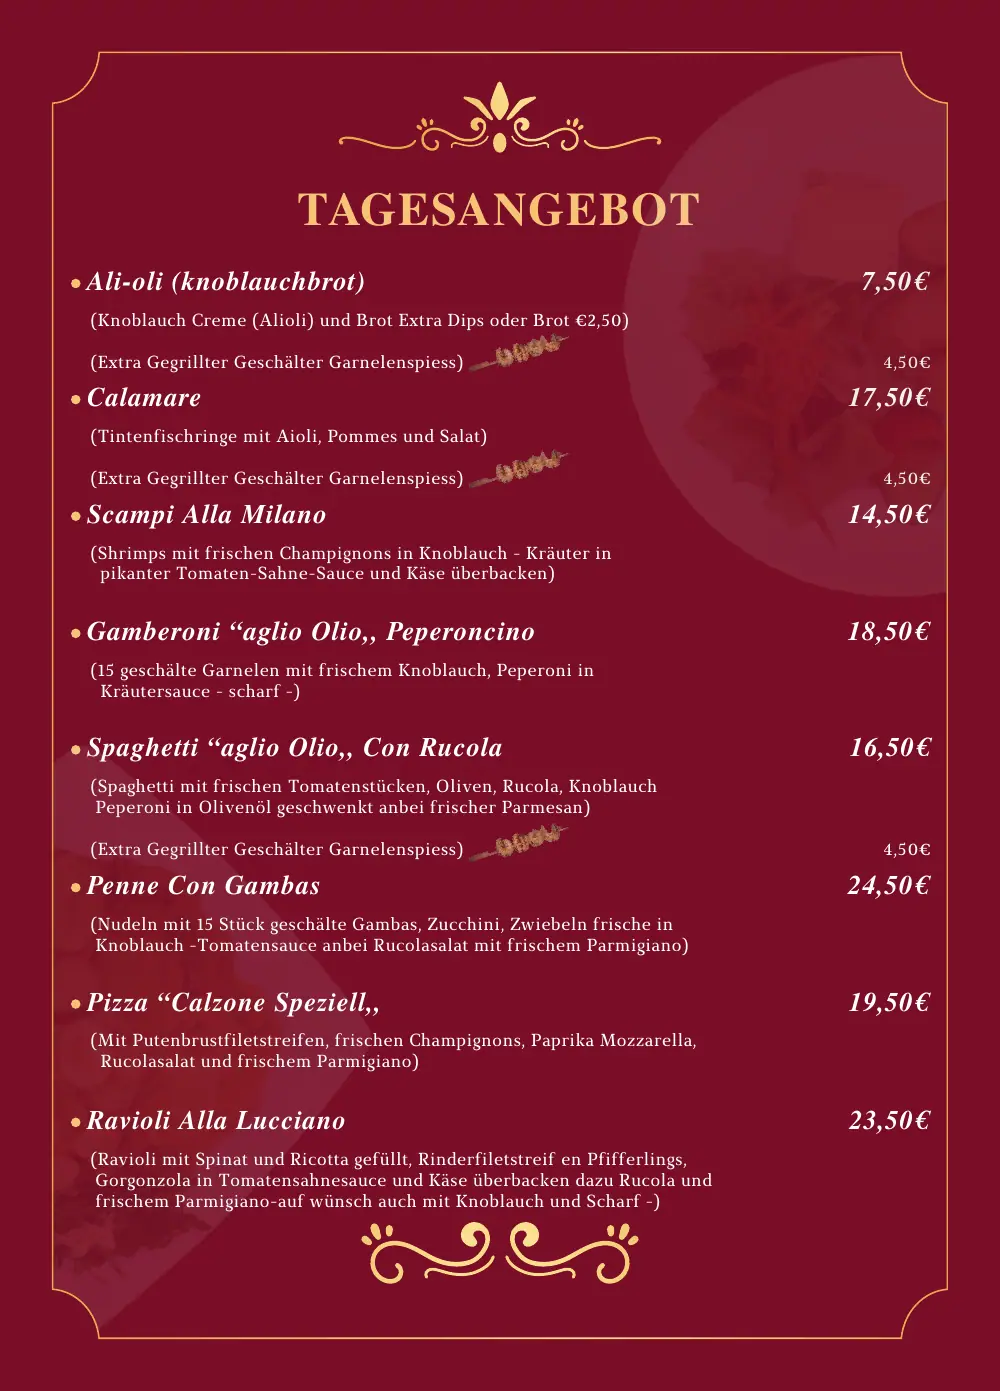 TAGESANGEBOT
• Ali-oli (knoblauchbrot) 7,50€
(Knoblauch Creme (Alioli) und Brot Extra Dips oder Brot €2,50)
(Extra Gegrillter Geschälter Garnelenspiess) 4,50€
• Calamare 17,50€
(Tintenfischringe mit Aioli, Pommes und Salat)
(Extra Gegrillter Geschälter Garnelenspiess) 4,50€
• Scampi Alla Milano 14,50€
(Shrimps mit frischen Champignons in Knoblauch - Kräuter in
pikanter Tomaten-Sahne-Sauce und Käse überbacken)
• Gamberoni “aglio Olio,, Peperoncino 18,50€
(15 geschälte Garnelen mit frischem Knoblauch, Peperoni in
Kräutersauce - scharf -)
• Spaghetti “aglio Olio,, Con Rucola 16,50€
(Spaghetti mit frischen Tomatenstücken, Oliven, Rucola, Knoblauch
Peperoni in Olivenöl geschwenkt anbei frischer Parmesan)
(Extra Gegrillter Geschälter Garnelenspiess) 4,50€
• Penne Con Gambas 24,50€
(Nudeln mit 15 Stück geschälte Gambas, Zucchini, Zwiebeln frische in
Knoblauch -Tomatensauce anbei Rucolasalat mit frischem Parmigiano)
• Pizza “Calzone Speziell,, 19,50€
(Mit Putenbrustfiletstreifen, frischen Champignons, Paprika Mozzarella,
Rucolasalat und frischem Parmigiano)
• Ravioli Alla Lucciano 23,50€
(Ravioli mit Spinat und Ricotta gefüllt, Rinderfiletstreif en Pfifferlings,
Gorgonzola in Tomatensahnesauce und Käse überbacken dazu Rucola und
frischem Parmigiano-auf wünsch auch mit Knoblauch und Scharf -)